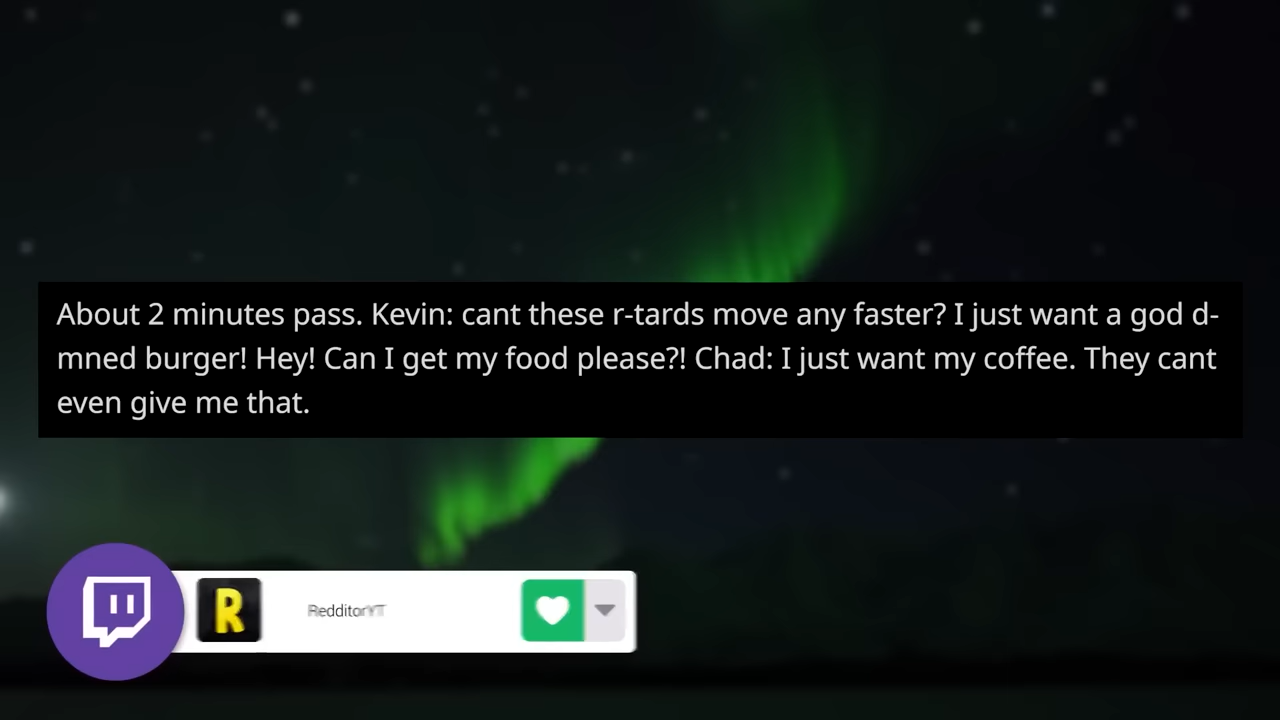 About 2 minutes pass. Kevin: cant these r-tards move any faster? I just want a god d-
mned burger! Hey! Can I get my food please?! Chad: I just want my coffee. They cant
even give me that.
R
RedditorYT